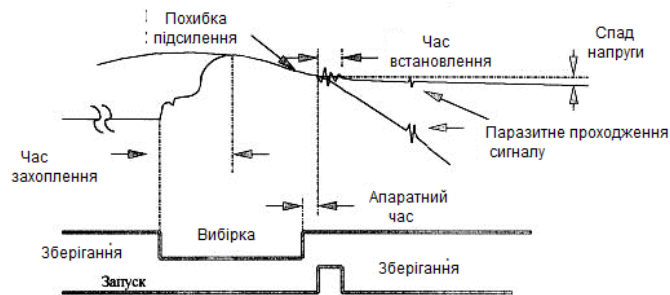 Похибка
підсилення
Час
встановлення
Спад
напруги
Паразитне проходження
сигналу
Час
захоплення
Апаратний
час
Вибірка
Зберігання
Зберігання
Запуск